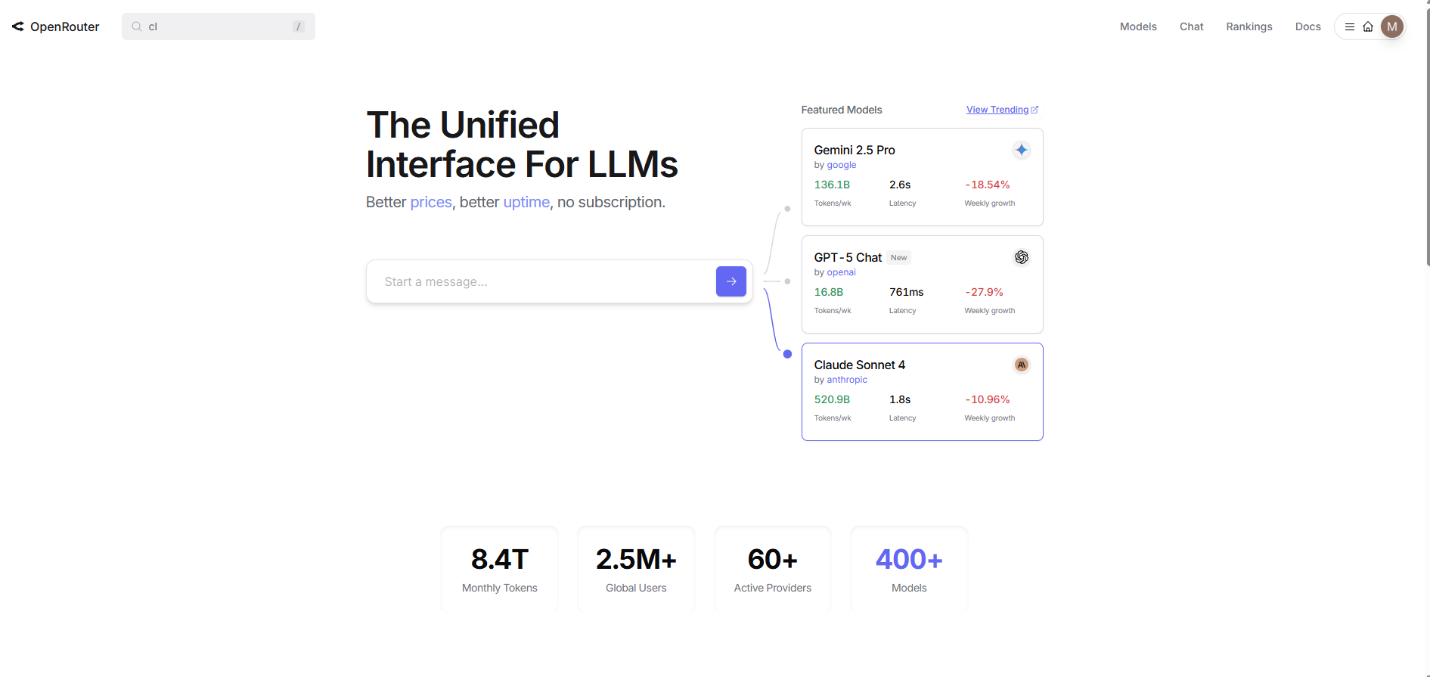 OpenRouter
cl
/
Models
Chat
Rankings
Docs
M
The Unified
Interface For LLMs
Better prices, better uptime, no subscription.
Start a message...
Featured Models
View Trending
Gemini 2.5 Pro
by google
136.1B
2.6s
-18.54%
Tokens/wk
Latency
Weekly growth
GPT-5 Chat
New
by openai
16.8B
761ms
-27.9%
Tokens/wk
Latency
Weekly growth
Claude Sonnet 4
by anthropic
520.9B
1.8s
-10.96%
Tokens/wk
Latency
Weekly growth
8.4T
Monthly Tokens
2.5M+
Global Users
60+
Active Providers
400+
Models